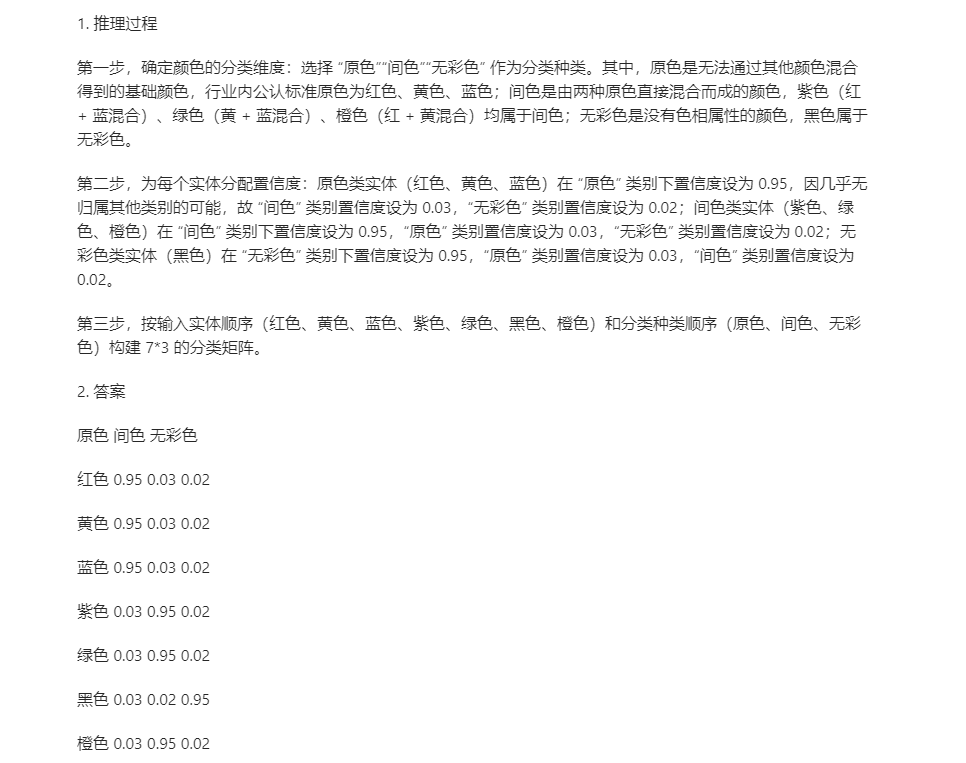 1. 推理过程
第一步，确定颜色的分类维度：选择 “原色”“间色”“无彩色” 作为分类种类。其中，原色是无法通过其他颜色混合
得到的基础颜色，行业内公认标准原色为红色、黄色、蓝色；间色是由两种原色直接混合而成的颜色，紫色（红
+ 蓝混合）、绿色（黄 + 蓝混合）、橙色（红 + 黄混合）均属于间色；无彩色是没有色相属性的颜色，黑色属于
无彩色。
第二步，为每个实体分配置信度：原色类实体（红色、黄色、蓝色）在 “原色” 类别下置信度设为 0.95，因几乎无
归属其他类别的可能，故 “间色” 类别置信度设为 0.03，“无彩色” 类别置信度设为 0.02；间色类实体（紫色、绿
色、橙色）在 “间色” 类别下置信度设为 0.95，“原色” 类别置信度设为 0.03，“无彩色” 类别置信度设为 0.02；无
彩色类实体（黑色）在 “无彩色” 类别下置信度设为 0.95，“原色” 类别置信度设为 0.03，“间色” 类别置信度设为
0.02。
第三步，按输入实体顺序（红色、黄色、蓝色、紫色、绿色、黑色、橙色）和分类种类顺序（原色、间色、无彩
色）构建 7*3 的分类矩阵。
2. 答案
原色 间色 无彩色
红色 0.95 0.03 0.02
黄色 0.95 0.03 0.02
蓝色 0.95 0.03 0.02
紫色 0.03 0.95 0.02
绿色 0.03 0.95 0.02
黑色 0.03 0.02 0.95
橙色 0.03 0.95 0.02